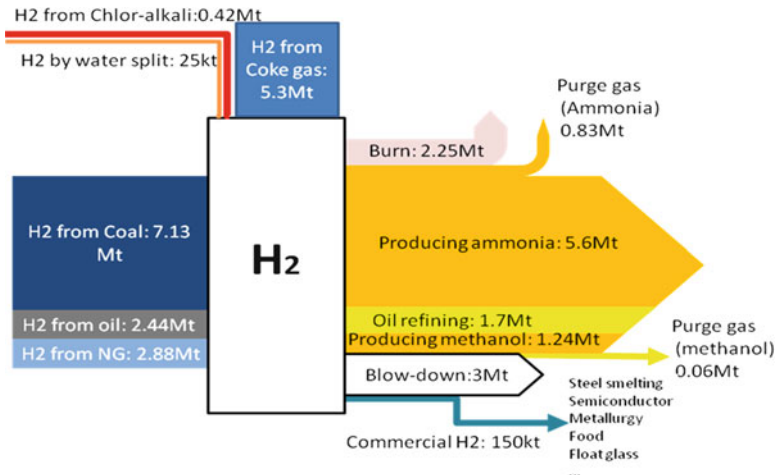 H2 from Chlor-alkali:0.42Mt
H2 by water split: 25kt
H2 from
Coke gas:
5.3Mt
Purge gas
(Ammonia)
0.83Mt
Burn: 2.25Mt
H2 from Coal: 7.13
Mt
H2
Producing ammonia: 5.6Mt
H2 from oil: 2.44Mt
Oil refining: 1.7Mt
Producing methanol: 1.24Mt
H2 from NG: 2.88Mt
Purge gas
(methanol)
0.06Mt
Blow-down:3Mt
Steel smelting
Semiconductor
Metallurgy
Food
Float glass
...
Commercial H2: 150kt